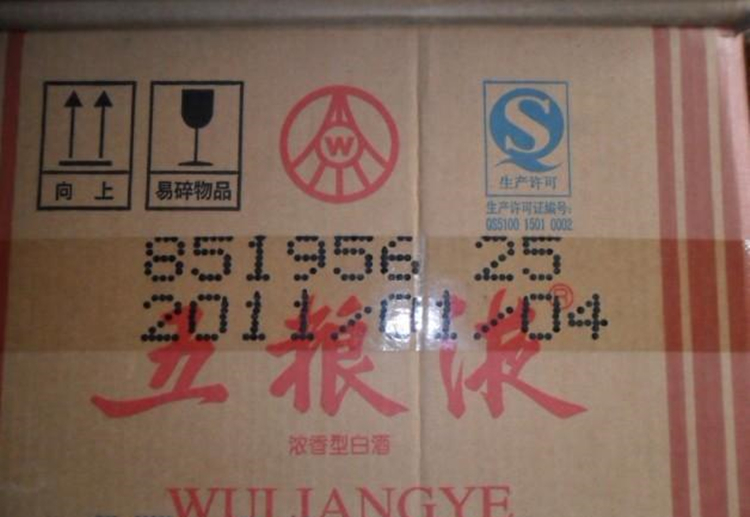 向 上
易碎物品
W
S
生产许可
生产许可证编号:
QS5100 1501 0002
851956 25
2011/01/04
五粮液®
浓香型白酒
WULIANGYE